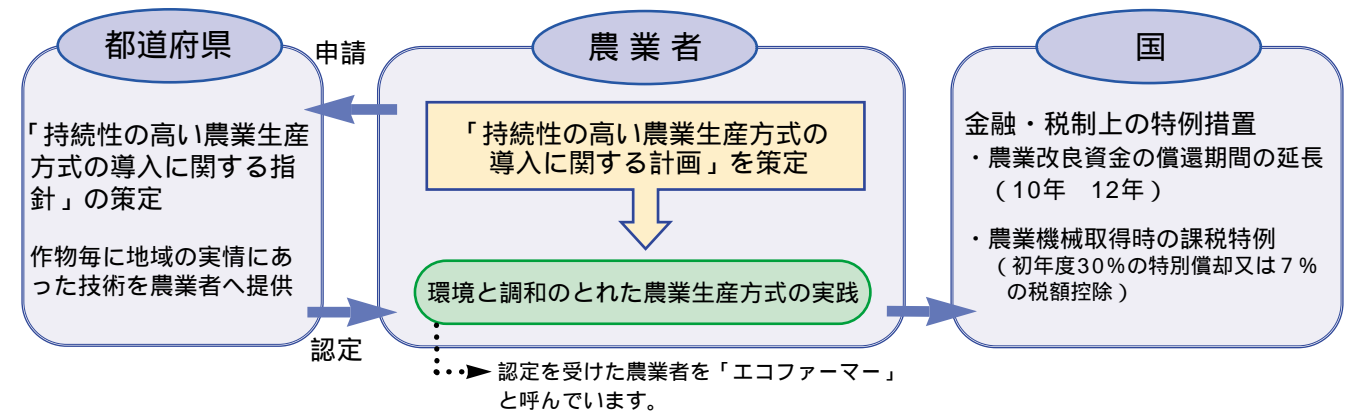 都道府県
「持続性の高い農業生産
方式の導入に関する指
針」の策定
作物毎に地域の実情にあ
った技術を農業者へ提供
申請
認定
農業者
「持続性の高い農業生産方式の
導入に関する計画」を策定
環境と調和のとれた農業生産方式の実践
認定を受けた農業者を「エコファーマー」
と呼んでいます。
国
金融・税制上の特例措置
・農業改良資金の償還期間の延長
（10年　12年）
・農業機械取得時の課税特例
（初年度30％の特別償却又は７％
の税額控除）